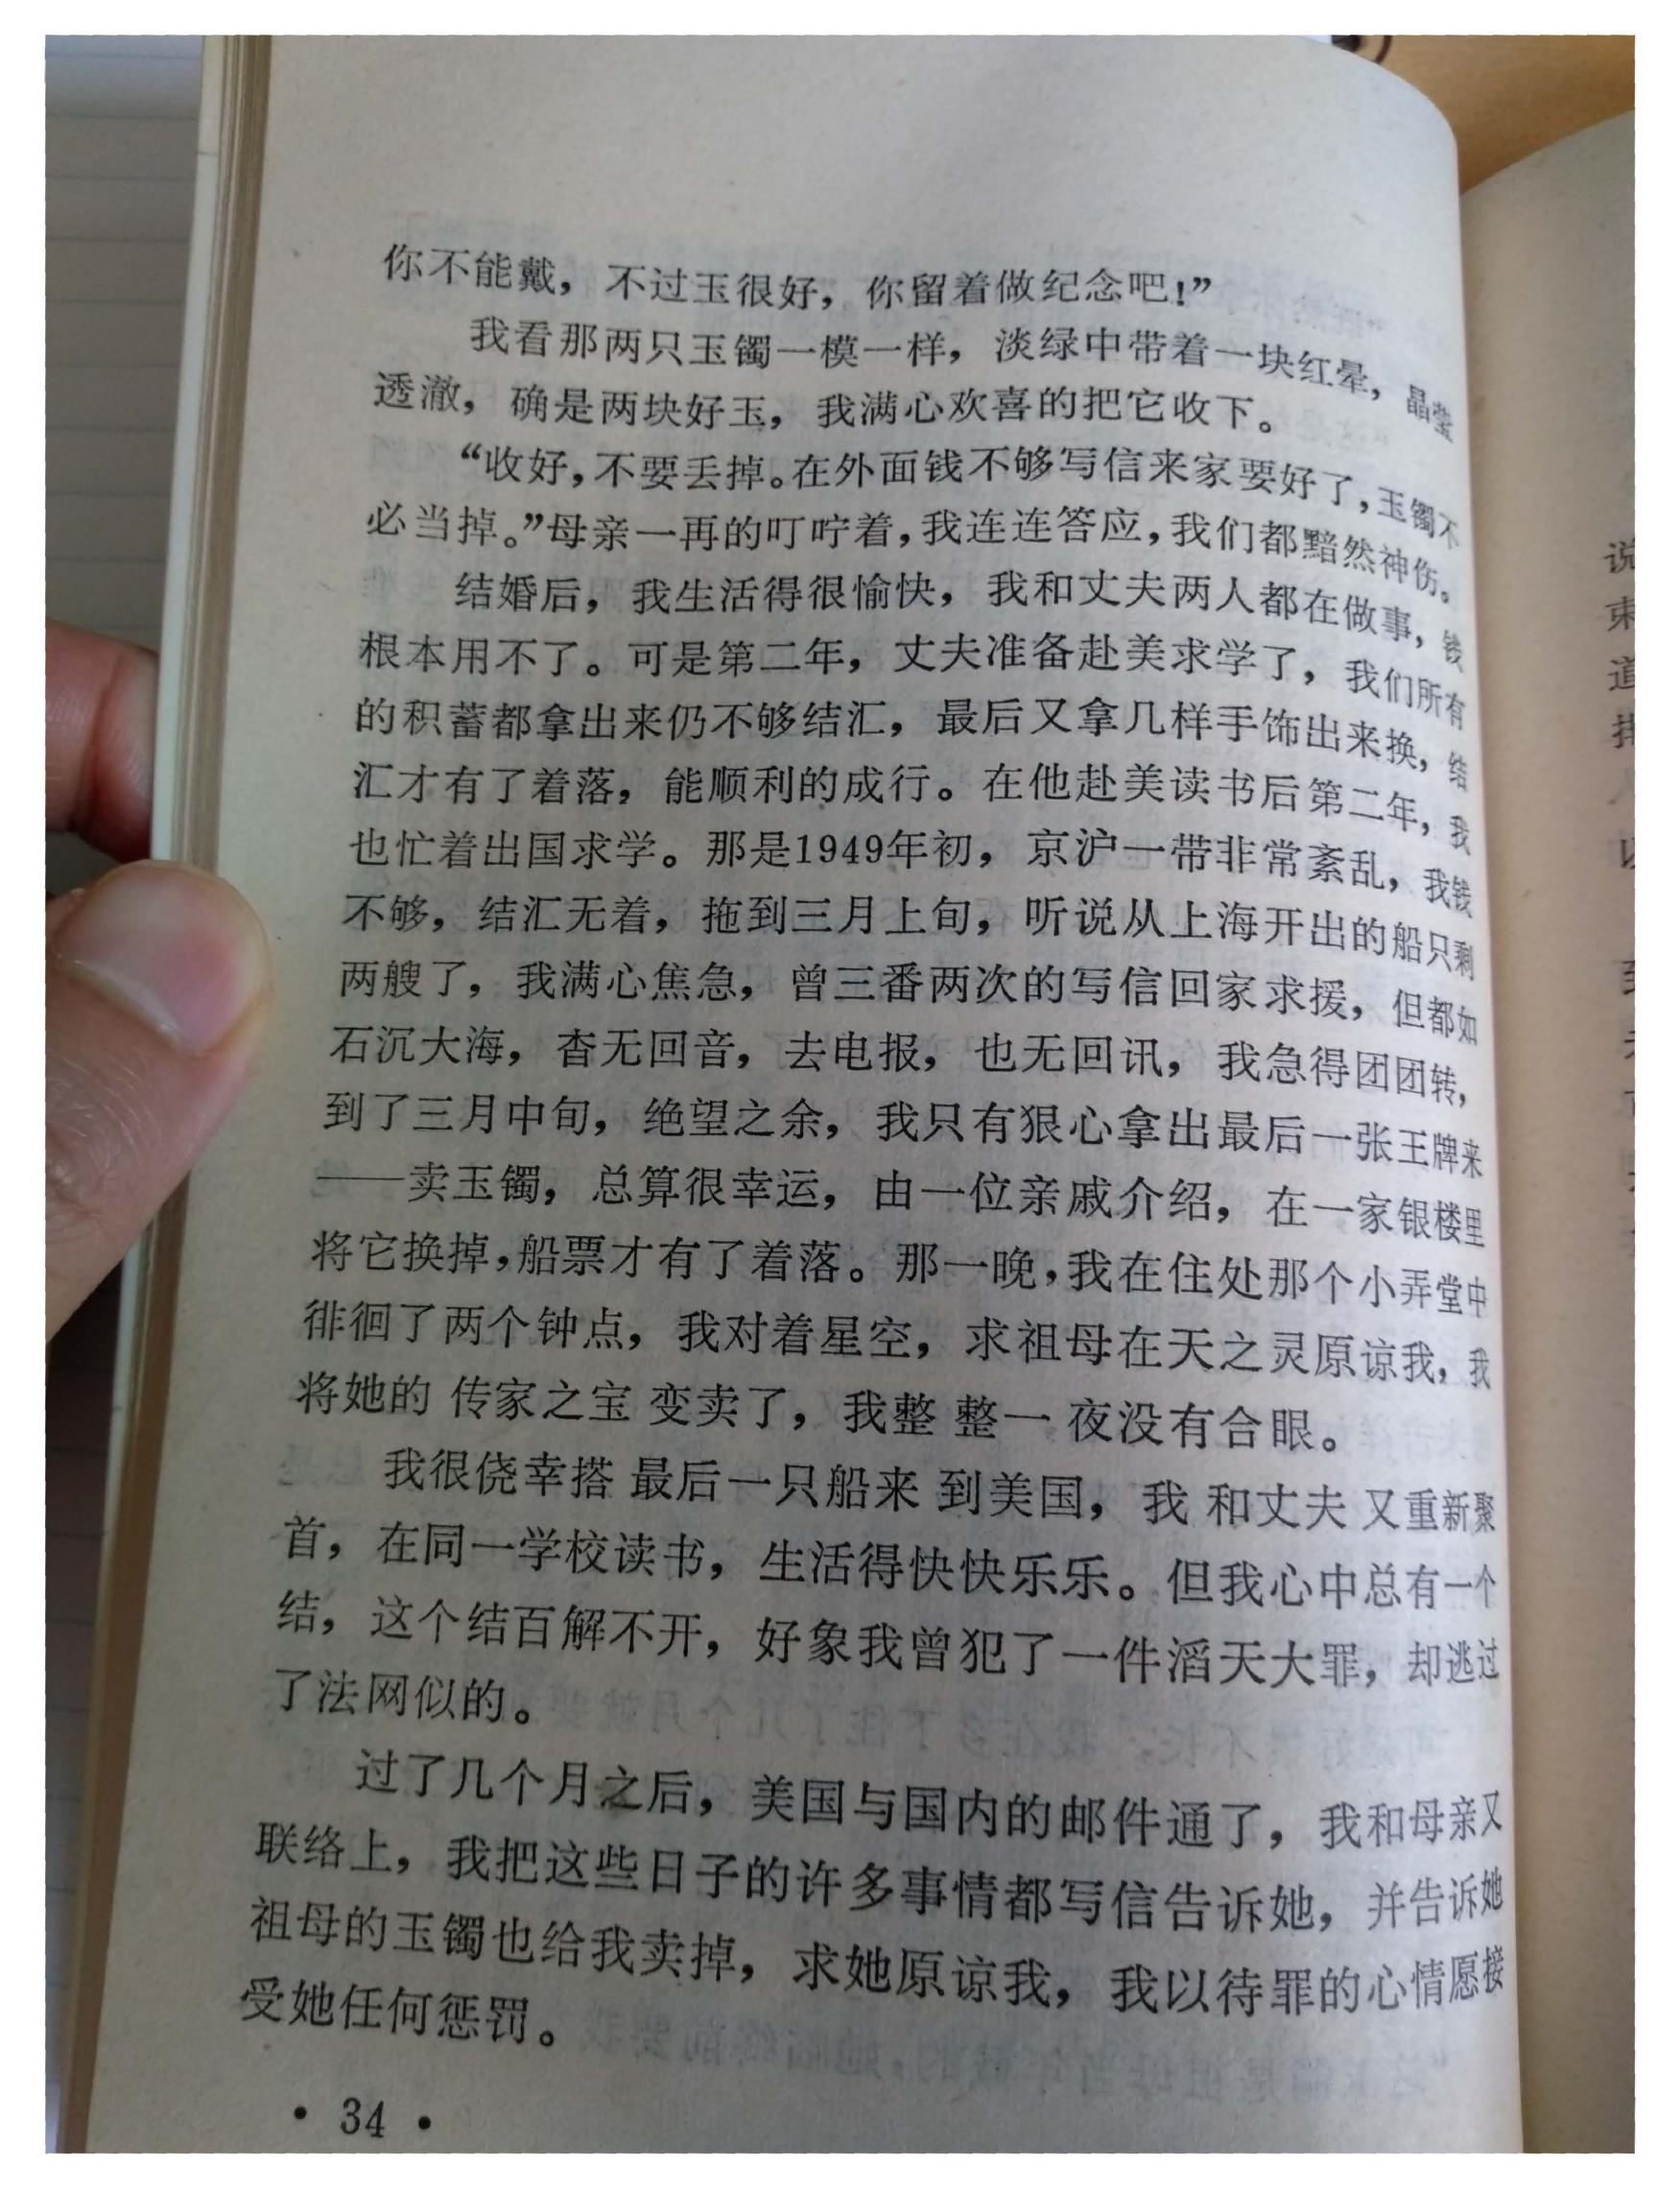 你不能戴，不过玉很好，你留着做纪念吧！”
我看那两只玉镯一模一样，淡绿中带着一块红晕，晶莹
透澈，确是两块好玉，我满心欢喜的把它收下。
“收好，不要丢掉。在外面钱不够写信来家要好了，玉镯不
必当掉。”母亲一再的叮咛着，我连连答应，我们都黯然神伤。
结婚后，我生活得很愉快，我和丈夫两人都在做事，钱
根本用不了。可是第二年，丈夫准备赴美求学了，我们所有
的积蓄都拿出来仍不够结汇，最后又拿几样手饰出来换，结
汇才有了着落，能顺利的成行。在他赴美读书后第二年，我
也忙着出国求学。那是1949年初，京沪一带非常紊乱，我钱
不够，结汇无着，拖到三月上旬，听说从上海开出的船只剩
两艘了，我满心焦急，曾三番两次的写信回家求援，但都如
石沉大海，杳无回音，去电报，也无回讯，我急得团团转，
到了三月中旬，绝望之余，我只有狠心拿出最后一张王牌来
——卖玉镯，总算很幸运，由一位亲戚介绍，在一家银楼里
将它换掉，船票才有了着落。那一晚，我在住处那个小弄堂中
徘徊了两个钟点，我对着星空，求祖母在天之灵原谅我，我
将她的传家之宝变卖了，我整整一夜没有合眼。
我很侥幸搭最后一只船来到美国，我和丈夫又重新聚
首，在同一学校读书，生活得快快乐乐。但我心中总有一个
结，这个结百解不开，好象我曾犯了一件滔天大罪，却逃过
了法网似的。
过了几个月之后，美国与国内的邮件通了，我和母亲又
联络上，我把这些日子的许多事情都写信告诉她，并告诉她
祖母的玉镯也给我卖掉，求她原谅我，我以待罪的心情愿接
受她任何惩罚。
• 34 •
说
束
道